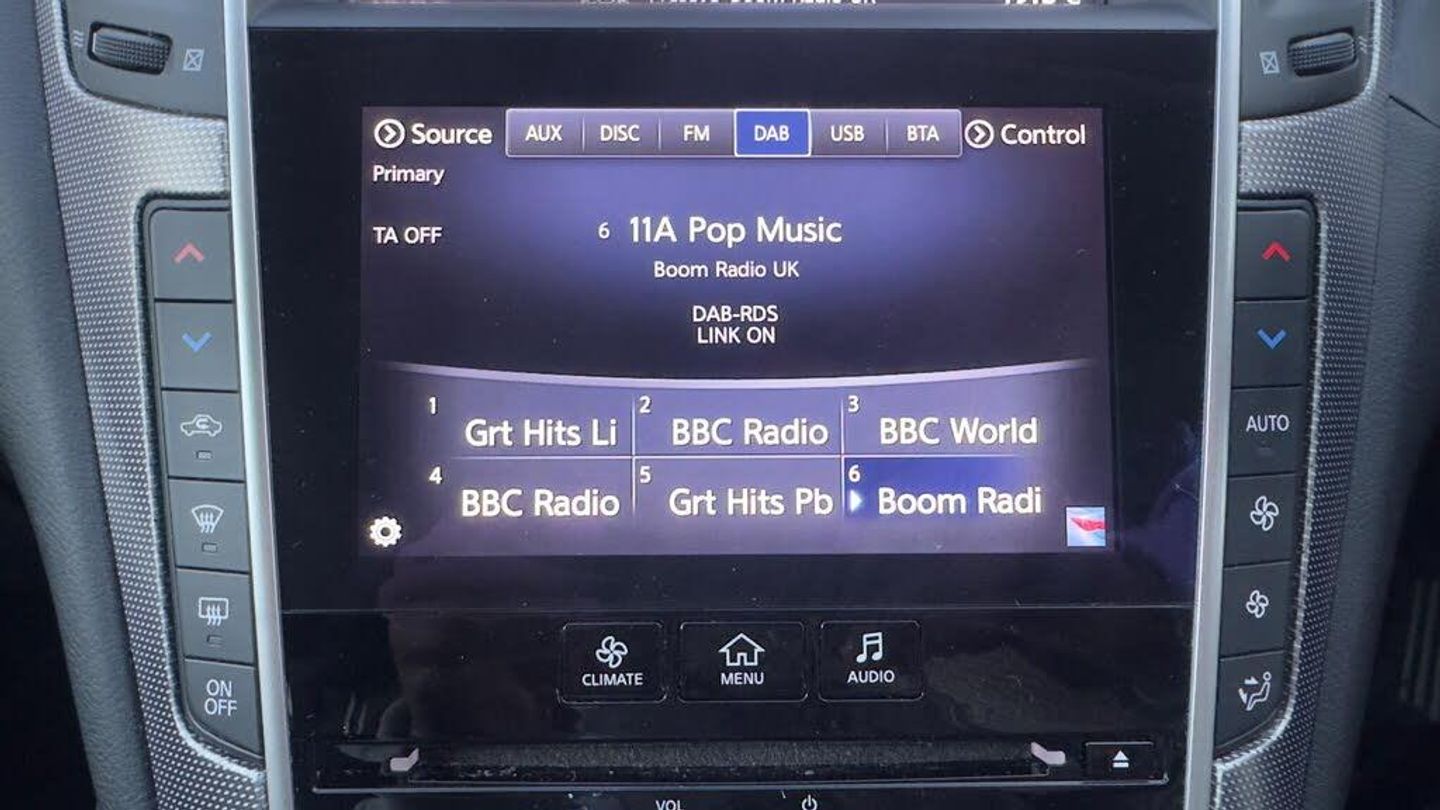 Source AUX DISC FM DAB USB BTA Control
Primary
TA OFF
6 11A Pop Music
Boom Radio UK
DAB-RDS
LINK ON
1 Grt Hits Li
2 BBC Radio
3 BBC World
4 BBC Radio
5 Grt Hits Pb
6 Boom Radi
AUTO
ON
OFF
CLIMATE
MENU
AUDIO
VOL